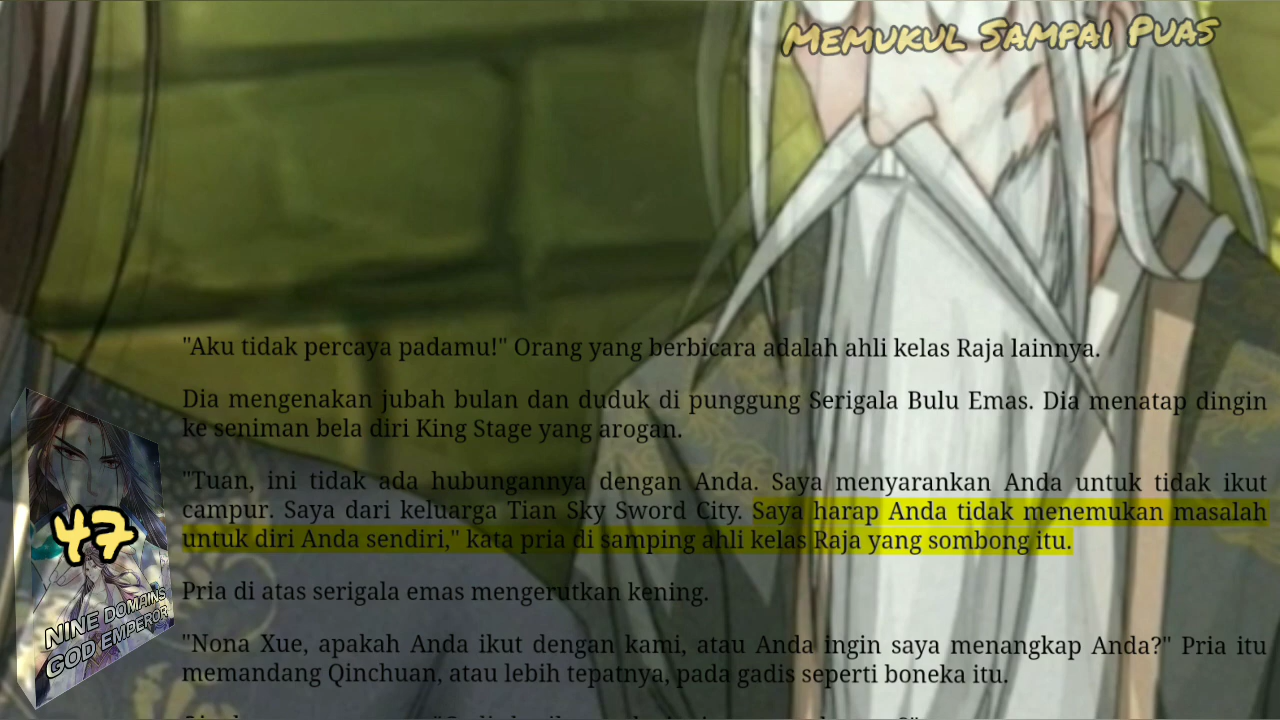 Memukul Sampai Puas
"Aku tidak percaya padamu!" Orang yang berbicara adalah ahli kelas Raja lainnya.
Dia mengenakan jubah bulan dan duduk di punggung Serigala Bulu Emas. Dia menatap dingin
ke seniman bela diri King Stage yang arogan.
"Tuan, ini tidak ada hubungannya dengan Anda. Saya menyarankan Anda untuk tidak ikut
campur. Saya dari keluarga Tian Sky Sword City. Saya harap Anda tidak menemukan masalah
untuk diri Anda sendiri," kata pria di samping ahli kelas Raja yang sombong itu.
Pria di atas serigala emas mengerutkan kening.
"Nona Xue, apakah Anda ikut dengan kami, atau Anda ingin saya menangkap Anda?" Pria itu
memandang Qinchuan, atau lebih tepatnya, pada gadis seperti boneka itu.
47
NINE DOMAINS
GOD EMPEROR